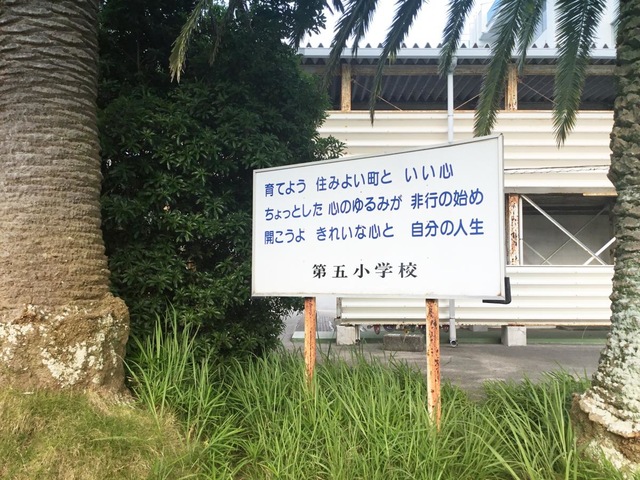 育てよう 住みよい町と いい心
ちょっとした 心のゆるみが 非行の始め
開こうよ きれいな心と 自分の人生
第五小学校